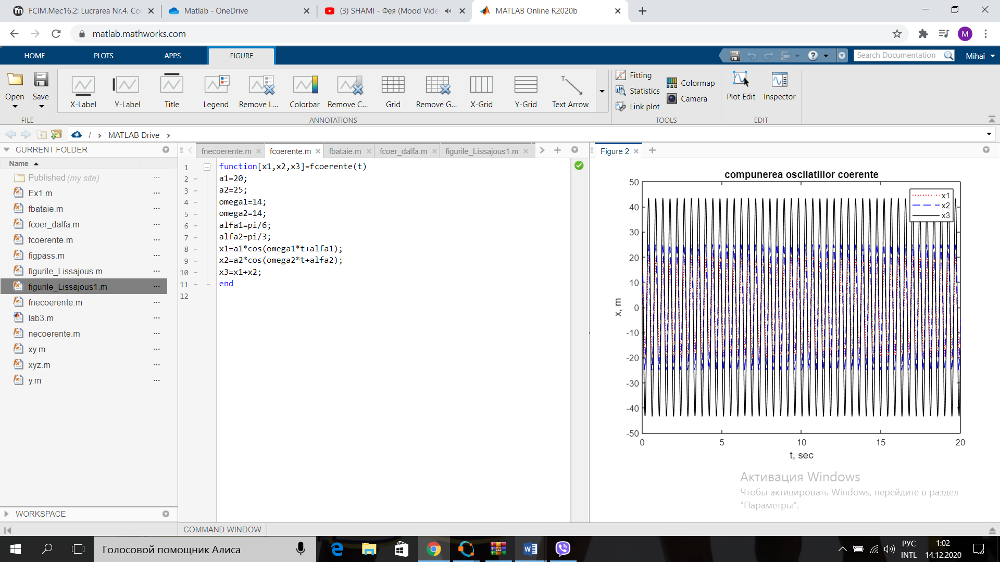 FCIM.Mec16.2: Lucrarea Nr.4. Cor
Matlab - OneDrive
(3) SHAMI - Фея (Mood Vide
MATLAB Online R2020b
matlab.mathworks.com
M
HOME
PLOTS
APPS
FIGURE
Search Documentation
Mihai
Open
Save
X-Label
Y-Label
Title
Legend
Remove L...
Colorbar
Remove C...
Grid
Remove G...
X-Grid
Y-Grid
Text Arrow
Fitting
Statistics
Link plot
Colormap
Camera
Plot Edit
Inspector
FILE
ANNOTATIONS
TOOLS
EDIT
/ › MATLAB Drive ›
CURRENT FOLDER
Name
Published (my site)
Ex1.m
fbataie.m
fcoer_dalfa.m
fcoerente.m
figpass.m
figurile_Lissajous.m
figurile_Lissajous1.m
fnecoerente.m
lab3.m
necoerente.m
xy.m
xyz.m
y.m
WORKSPACE
fnecoerente.m
fcoerente.m
fbataie.m
fcoer_dalfa.m
figurile_Lissajous1.m
1 function[x1,x2,x3]=fcoerente(t)
2 a1=20;
3 a2=25;
4 omega1=14;
5 omega2=14;
6 alfa1=pi/6;
7 alfa2=pi/3;
8 x1=a1*cos(omega1*t+alfa1);
9 x2=a2*cos(omega2*t+alfa2);
10 x3=x1+x2;
11 end
12
COMMAND WINDOW
Figure 2
compunerea oscilatiilor coerente
x1
x2
x3
50
40
30
20
10
0
-10
-20
-30
-40
-50
x, m
0 5 10 15 20
t, sec
Активация Windows
Чтобы активировать Windows, перейдите в раздел
"Параметры".
Голосовой помощник Алиса
РУС
INTL
1:02
14.12.2020